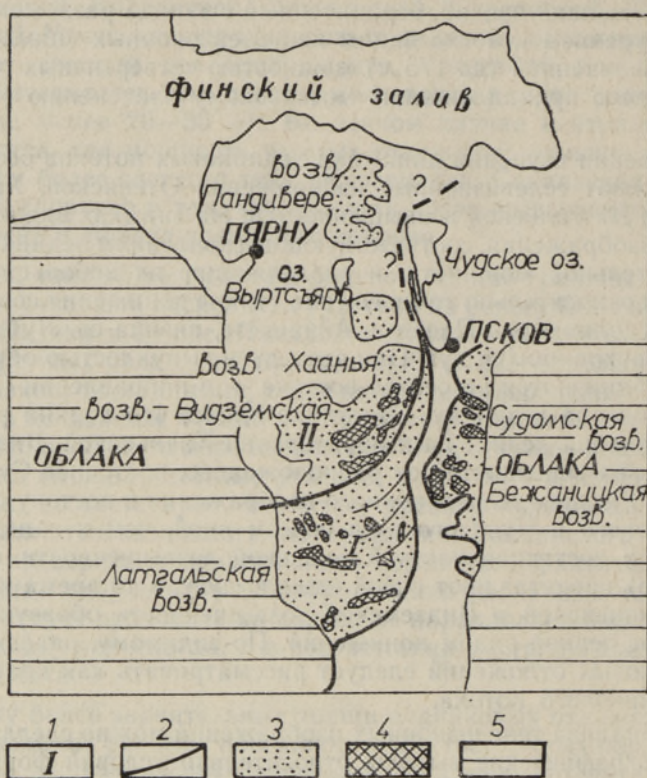 финский залив
возв.
Пандивере
ПЯРНУ
?
?
оз.
Выртсъярв
Чудское оз.
ПСКОВ
возв. Хаанья
возв. Видземская
II
Судомская
возв.
ОБЛАКА
ОБЛАКА
Бежаницкая
возв.
I
Латгальская
возв.
1 2 3 4 5
I